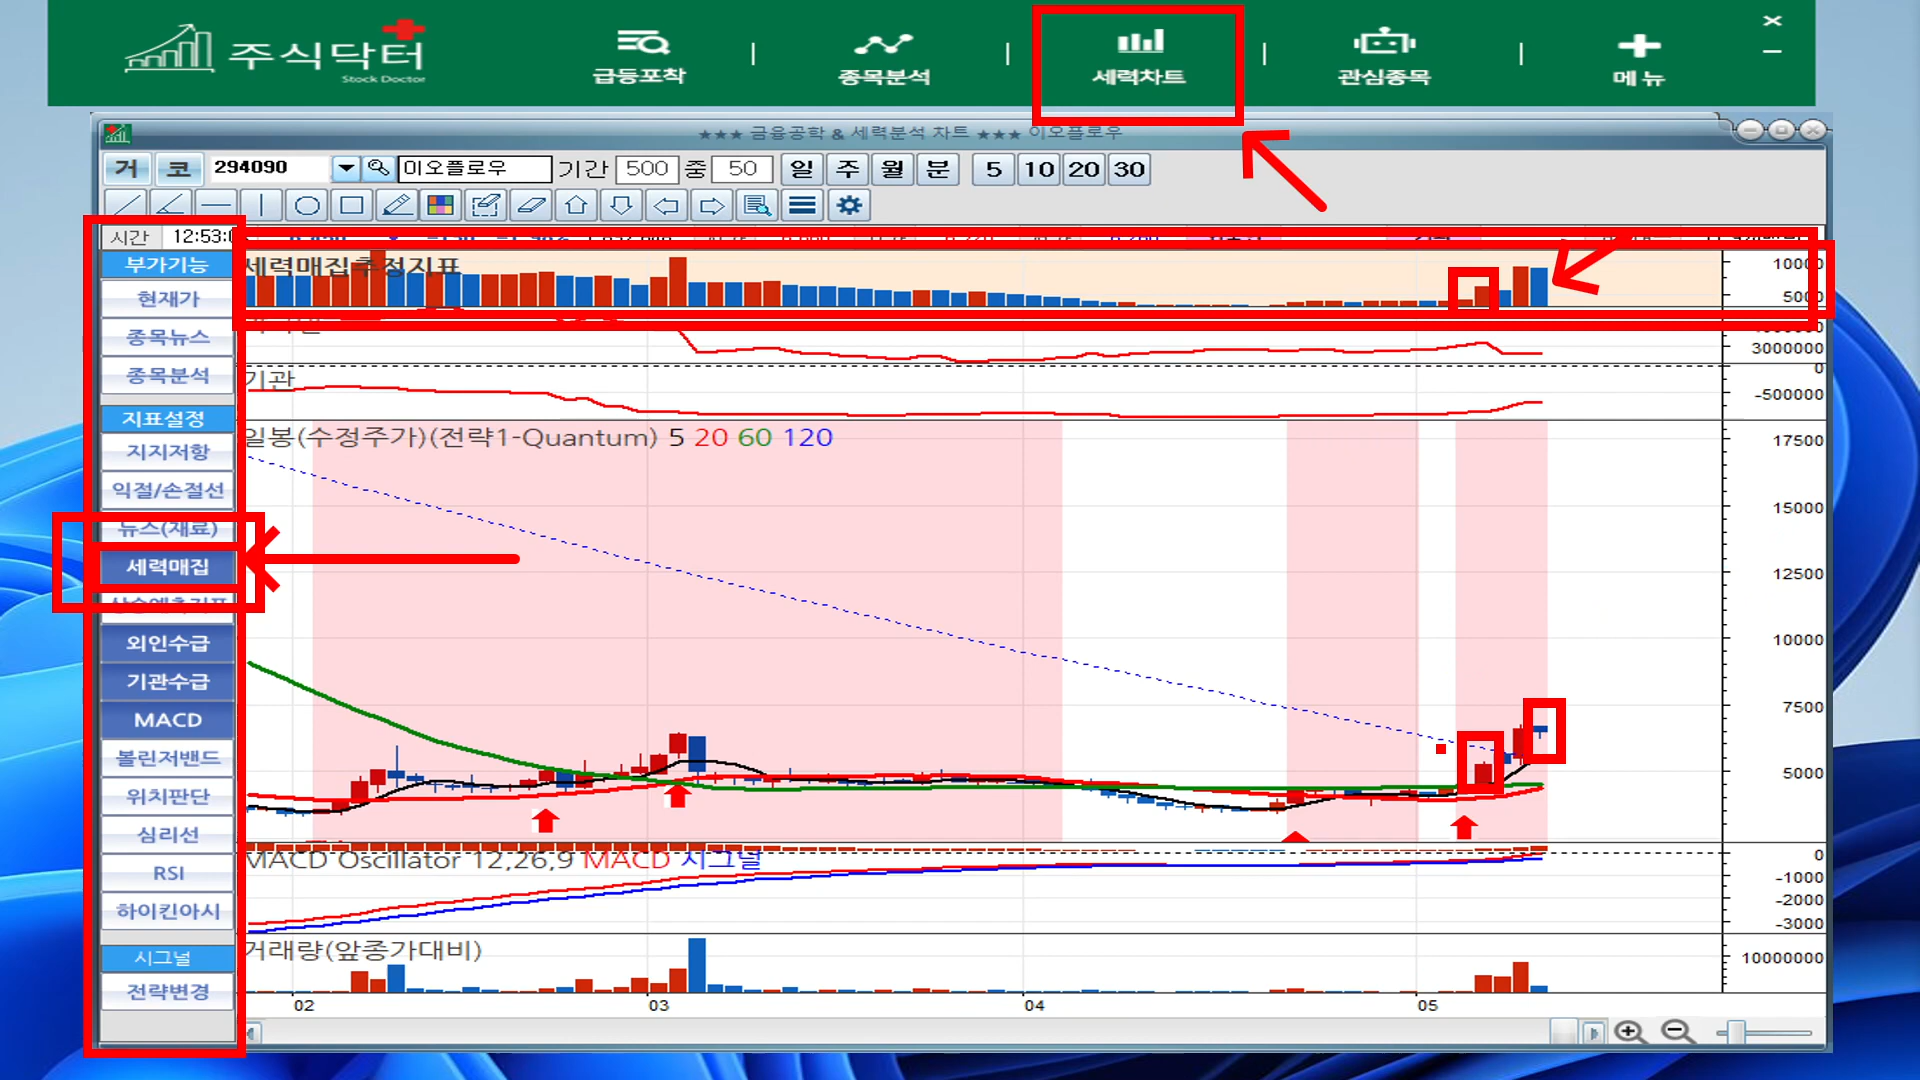 주식닥터
Stock Doctor
급등포착
종목분석
세력차트
관심종목
메뉴
★★★ 금융공학 & 세력분석 차트 ★★★ 이오플로우
거 코 294090 이오플로우 기간 500 중 50 일 주 월 분 5 10 20 30
시간
부가기능
현재가
종목뉴스
종목분석
지표설정
지지저항
익절/손절선
뉴스(재료)
세력매집
상승예측지표
외인수급
기관수급
MACD
볼린저밴드
위치판단
심리선
RSI
하이킨아시
시그널
전략변경
세력매집추정지표
10000
5000
3000000
기관
0
-500000
일봉(수정주가)(전략1-Quantum) 5 20 60 120
17500
15000
12500
10000
7500
5000
MACD Oscillator 12,26,9 MACD 시그널
0
-1000
-2000
-3000
거래량(앞종가대비)
10000000
02 03 04 05